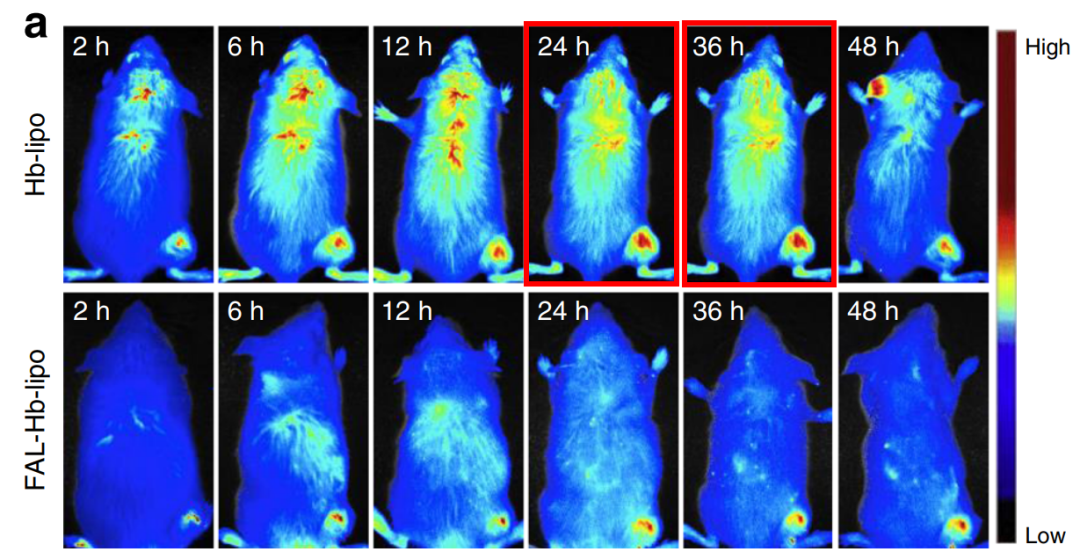 a
2 h 6 h 12 h 24 h 36 h 48 h
High
Hb-lipo
2 h 6 h 12 h 24 h 36 h 48 h
FAL-Hb-lipo
Low